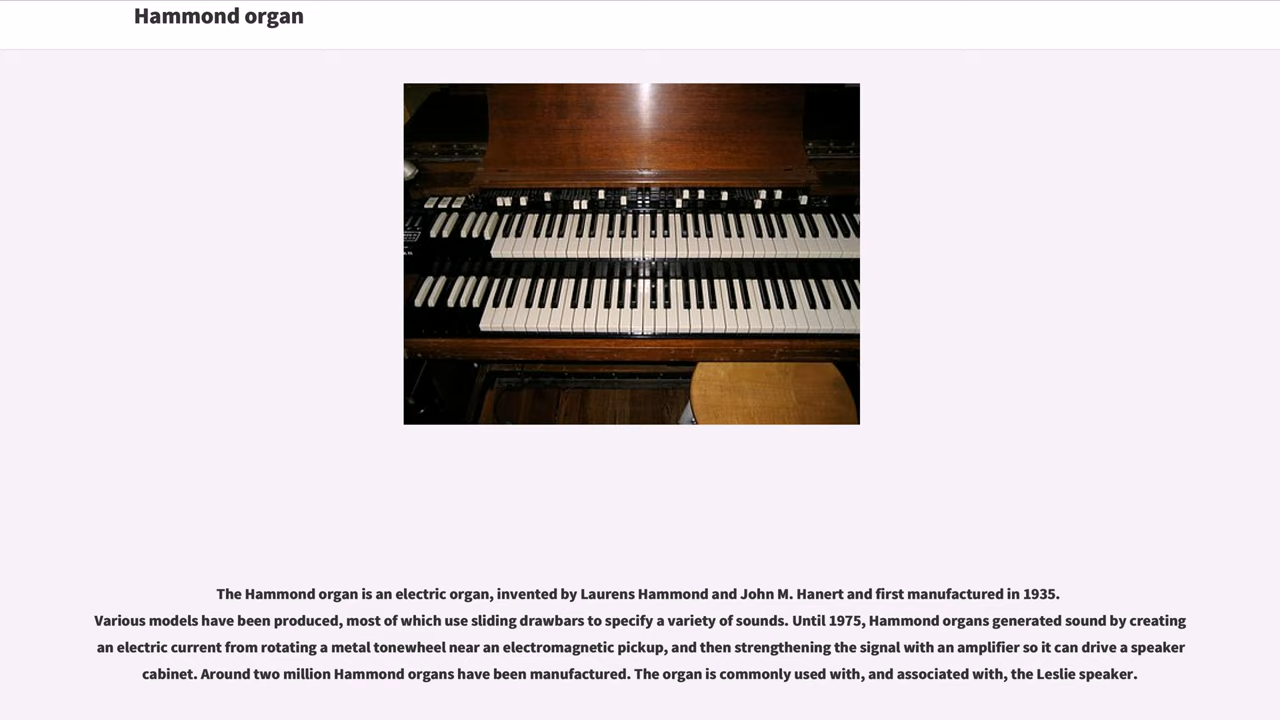 Hammond organ
The Hammond organ is an electric organ, invented by Laurens Hammond and John M. Hanert and first manufactured in 1935.
Various models have been produced, most of which use sliding drawbars to specify a variety of sounds. Until 1975, Hammond organs generated sound by creating
an electric current from rotating a metal tonewheel near an electromagnetic pickup, and then strengthening the signal with an amplifier so it can drive a speaker
cabinet. Around two million Hammond organs have been manufactured. The organ is commonly used with, and associated with, the Leslie speaker.